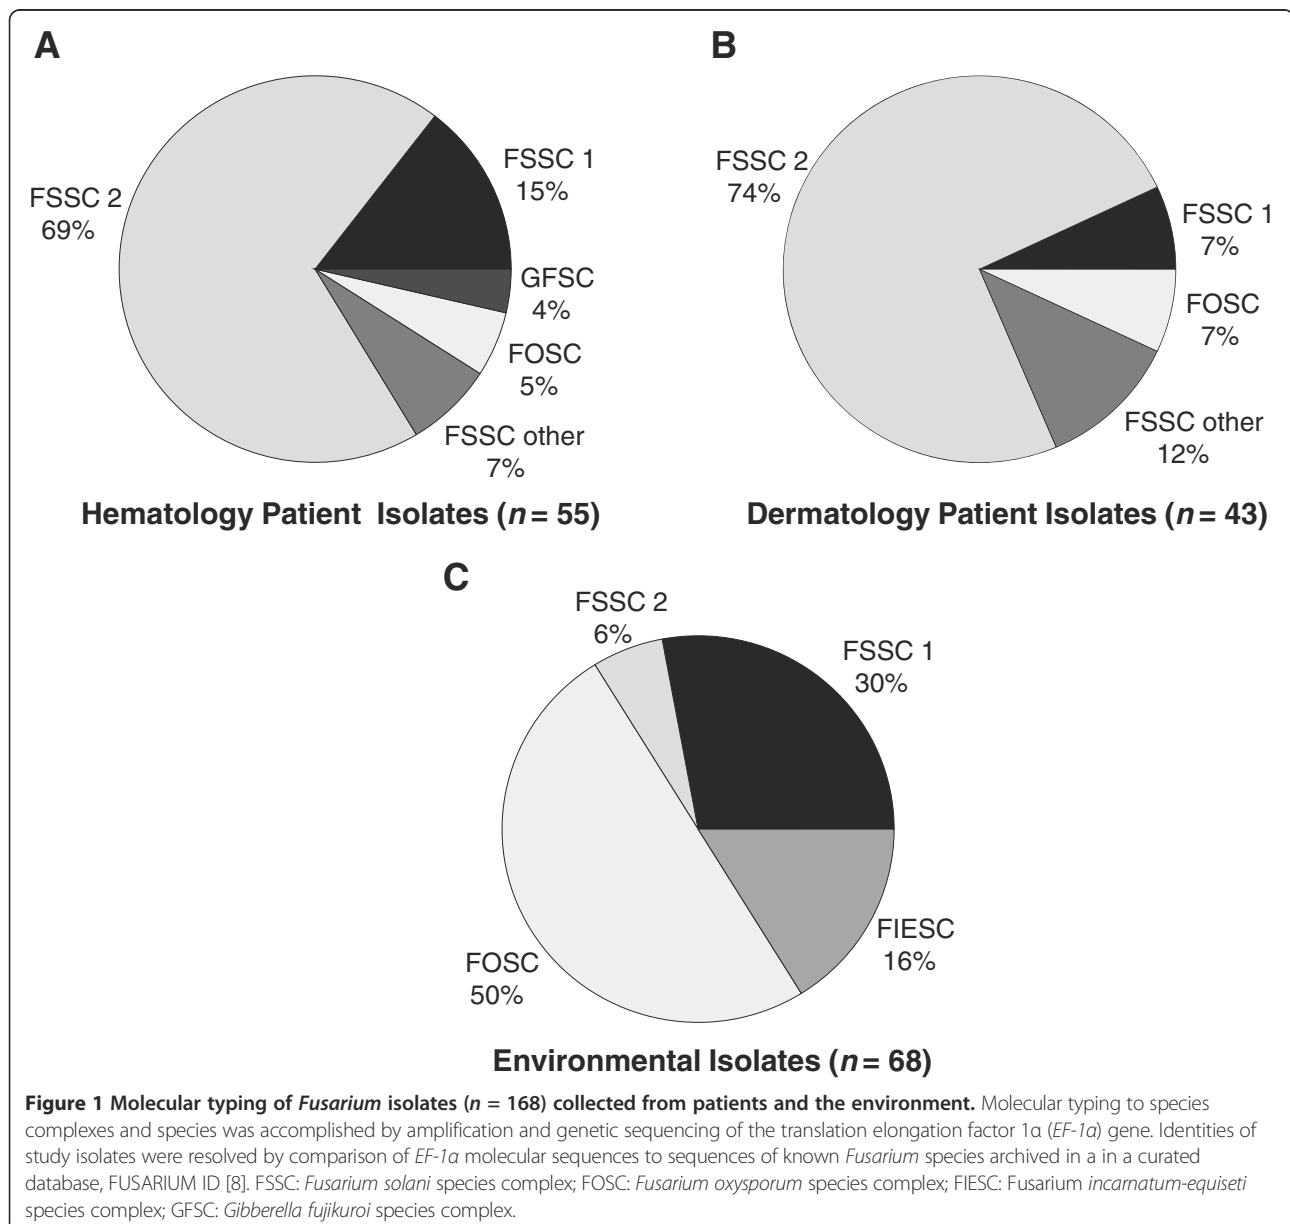 A
FSSC 1
15%
FSSC 2
69%
GFSC
4%
FOSC
5%
FSSC other
7%
Hematology Patient Isolates (n = 55)
B
FSSC 2
74%
FSSC 1
7%
FOSC
7%
FSSC other
12%
Dermatology Patient Isolates (n = 43)
C
FSSC 2
6%
FSSC 1
30%
FIESC
16%
FOSC
50%
Environmental Isolates (n = 68)
Figure 1 Molecular typing of Fusarium isolates (n = 168) collected from patients and the environment. Molecular typing to species
complexes and species was accomplished by amplification and genetic sequencing of the translation elongation factor 1α (EF-1α) gene. Identities of
study isolates were resolved by comparison of EF-1α molecular sequences to sequences of known Fusarium species archived in a in a curated
database, FUSARIUM ID [8]. FSSC: Fusarium solani species complex; FOSC: Fusarium oxysporum species complex; FIESC: Fusarium incarnatum-equiseti
species complex; GFSC: Gibberella fujikuroi species complex.